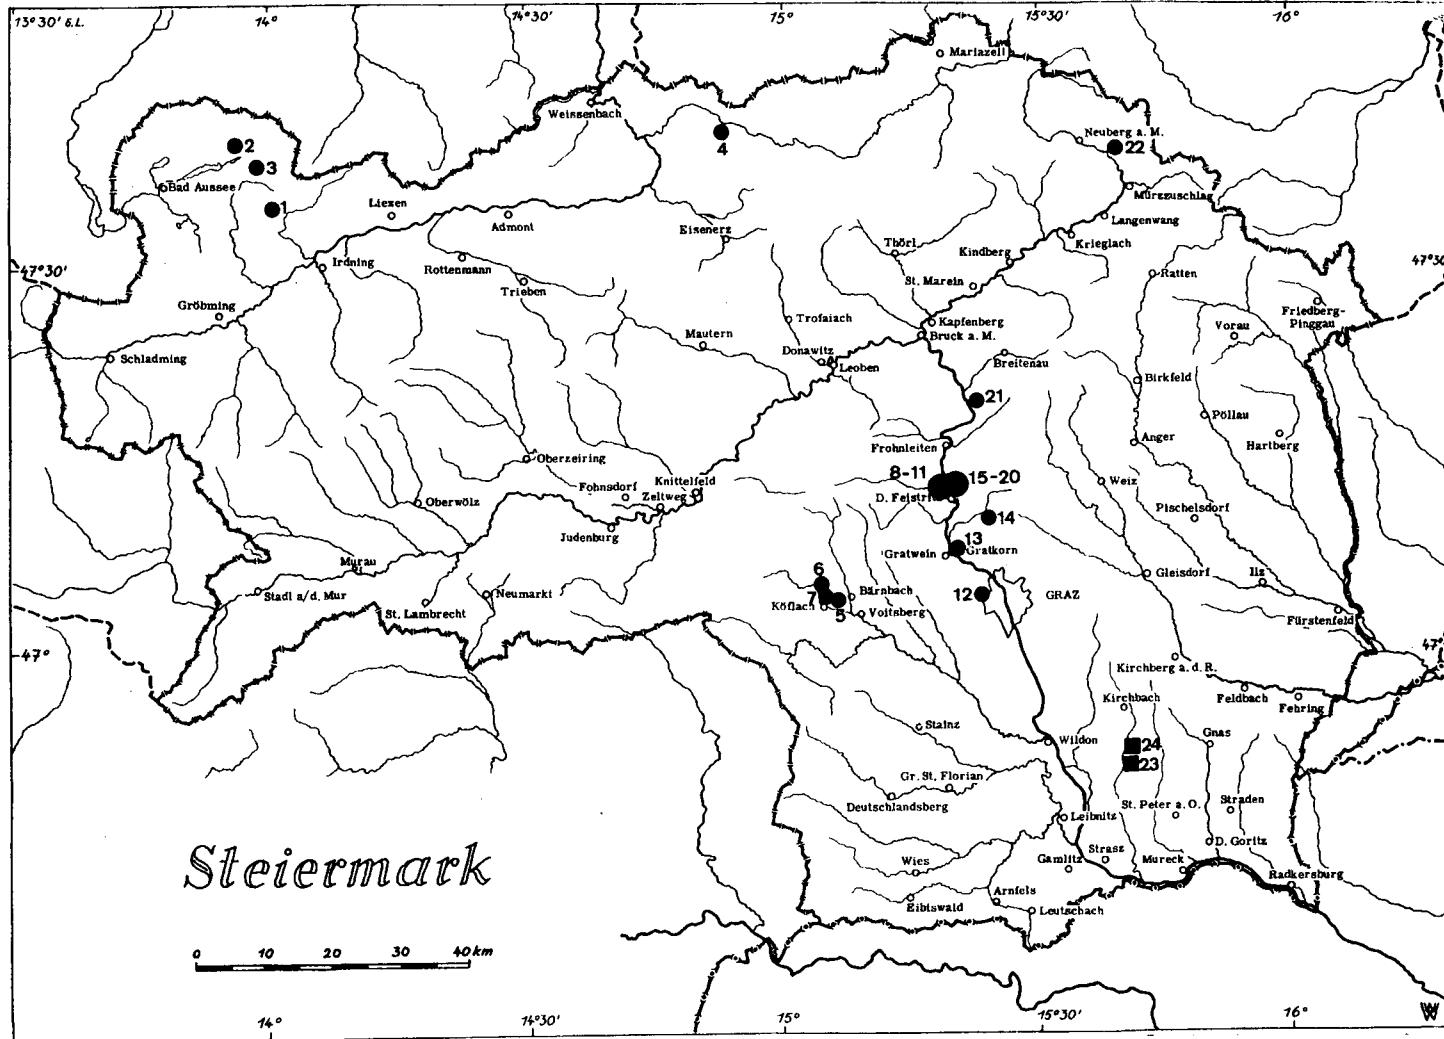 13°30' ö.L.
14°
14°30'
15°
15°30'
16°
Mariazell
Weissenbach
4
Neuberg a. M.
22
2
3
Bad Aussee
1
Liezen
Admont
Eisenerz
Mürzzuschlag
Langenwang
Krieglach
Thörl
Kindberg
47°30'
Irdning
Rottenmann
Trieben
St. Marein
Ratten
47°30'
Gröbming
Trofaiach
Kapfenberg
Bruck a. M.
Vorau
Friedberg-
Pinggau
Schladming
Mautern
Donawitz
Leoben
Breitenau
Birkfeld
21
Pöllau
Hartberg
Frohnleiten
Anger
Oberzeiring
8-11
15-20
Fohnsdorf
Knittelfeld
Zeltweg
D. Feistritz
Weiz
Oberwölz
Pischelsdorf
14
Judenburg
13
Gratwein
Gratkorn
Murau
Stadl a/d. Mur
St. Lambrecht
Neumarkt
6
7
5
Köflach
Bärnbach
Voitsberg
12
GRAZ
Gleisdorf
Ilz
Fürstenfeld
47°
Kirchberg a. d. R.
Feldbach
Fehring
Kirchbach
Stainz
Wildon
24
23
Gnas
Gr. St. Florian
Deutschlandsberg
St. Peter a. O.
Straden
Leibnitz
D. Goritz
Steiermark
Wies
Gamlitz
Strasz
Mureck
Radkersburg
Eibiswald
Arnfels
Leutschach
0 10 20 30 40 km
14°
14°30'
15°
15°30'
16°